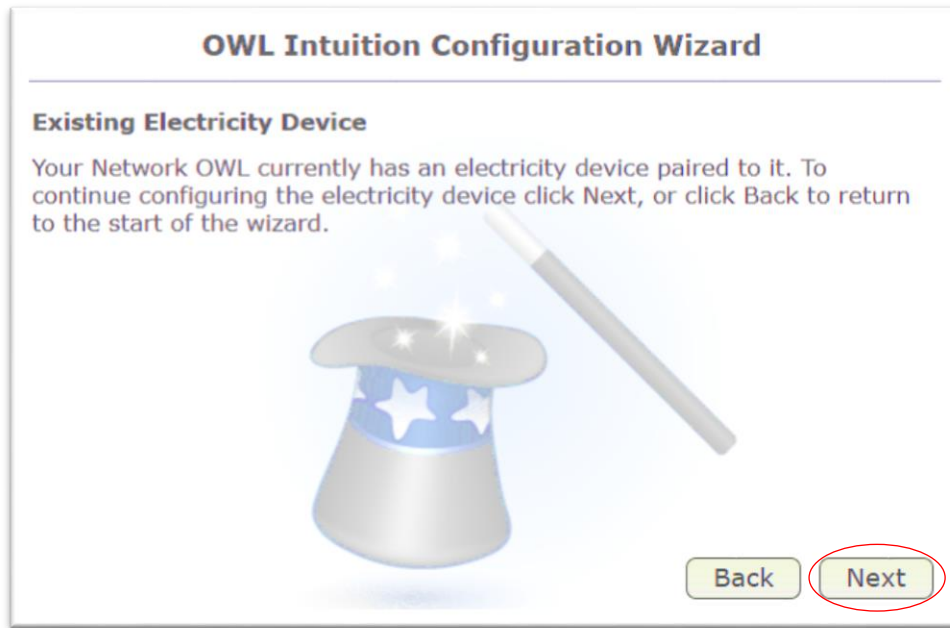 OWL Intuition Configuration Wizard
Existing Electricity Device
Your Network OWL currently has an electricity device paired to it. To
continue configuring the electricity device click Next, or click Back to return
to the start of the wizard.
Back Next